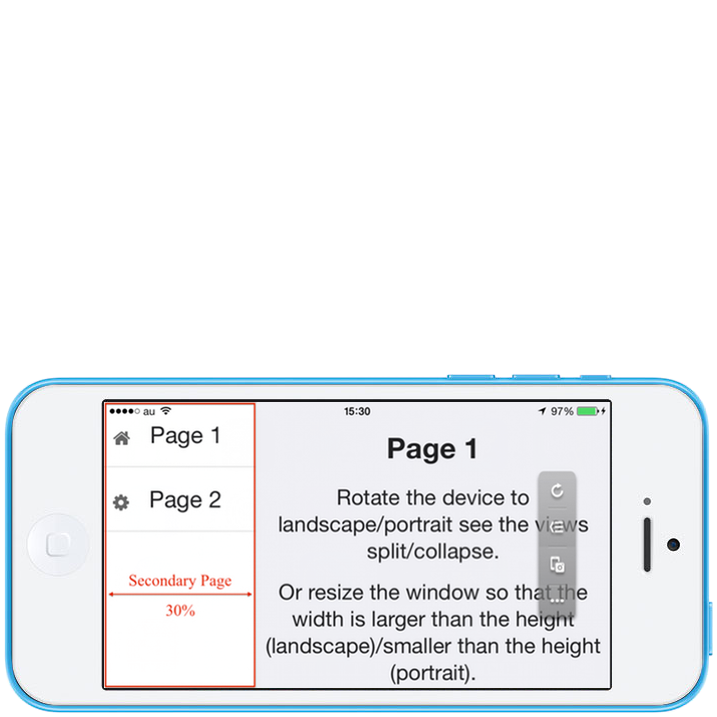 au
15:30
97%
Page 1
Page 2
Secondary Page
30%
Page 1
Rotate the device to
landscape/portrait see the views
split/collapse.
Or resize the window so that the
width is larger than the height
(landscape)/smaller than the height
(portrait).